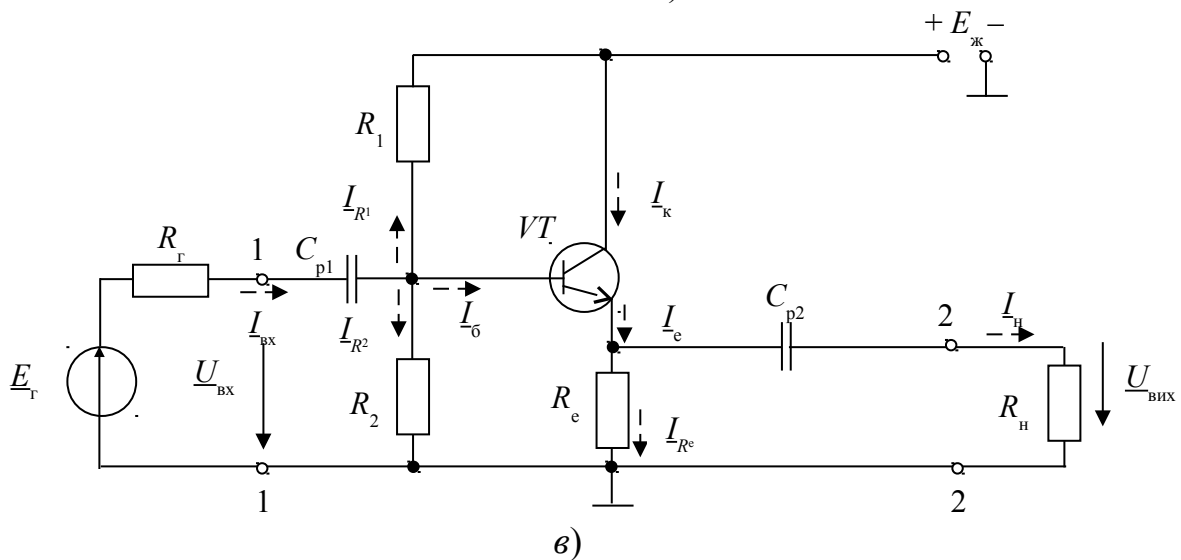 + E_ж –
R_1
I_R1
I_к
VT
R_г
1
C_р1
C_р2
I_вх
I_R2
I_б
I_е
2
I_н
E_г
U_вх
R_2
R_е
I_Rе
R_н
U_вих
1
2
в)